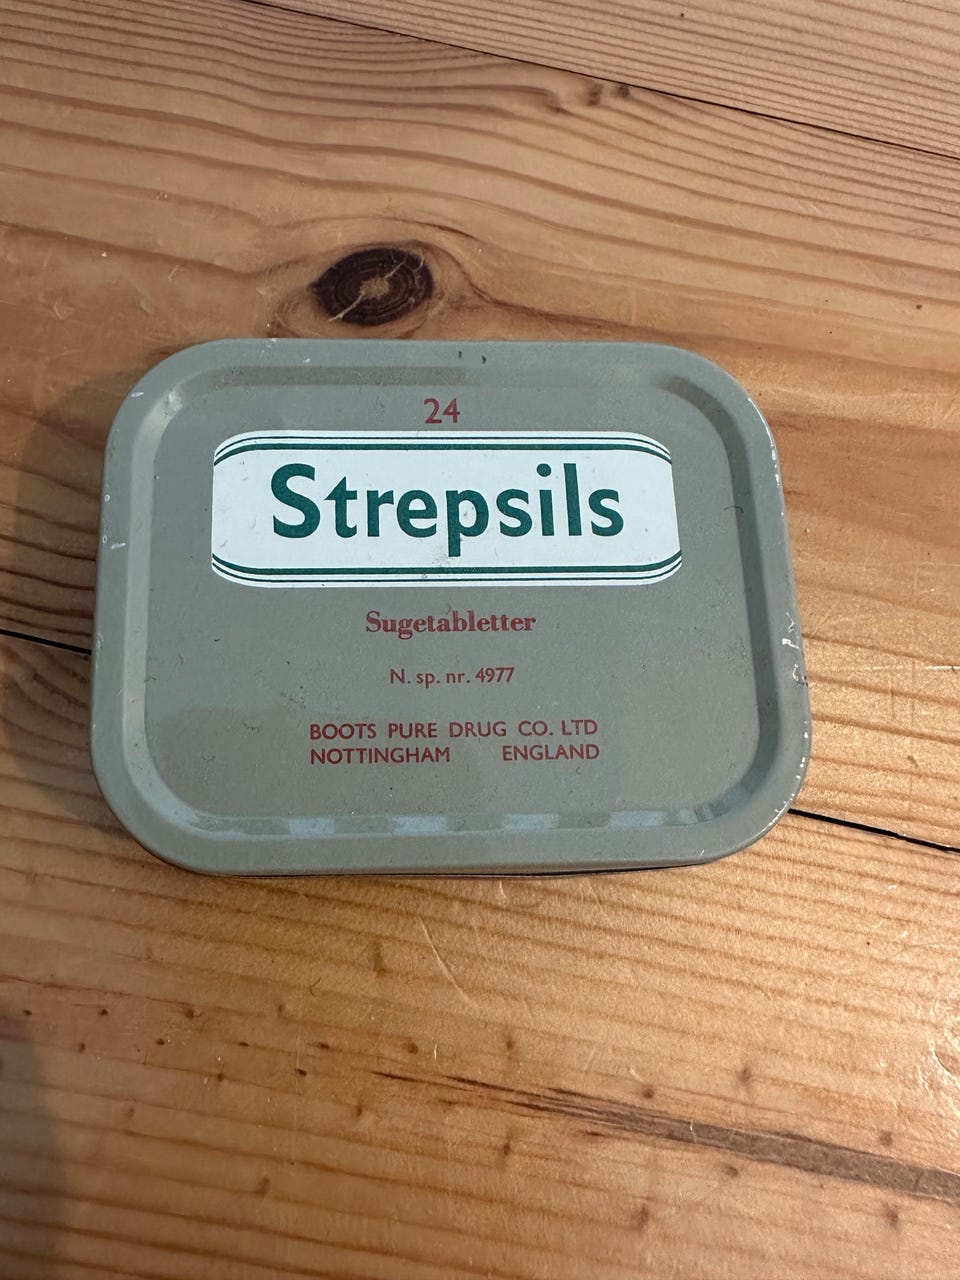 24
Strepsils
Sugetabletter
N. sp. nr. 4977
BOOTS PURE DRUG CO. LTD
NOTTINGHAM ENGLAND